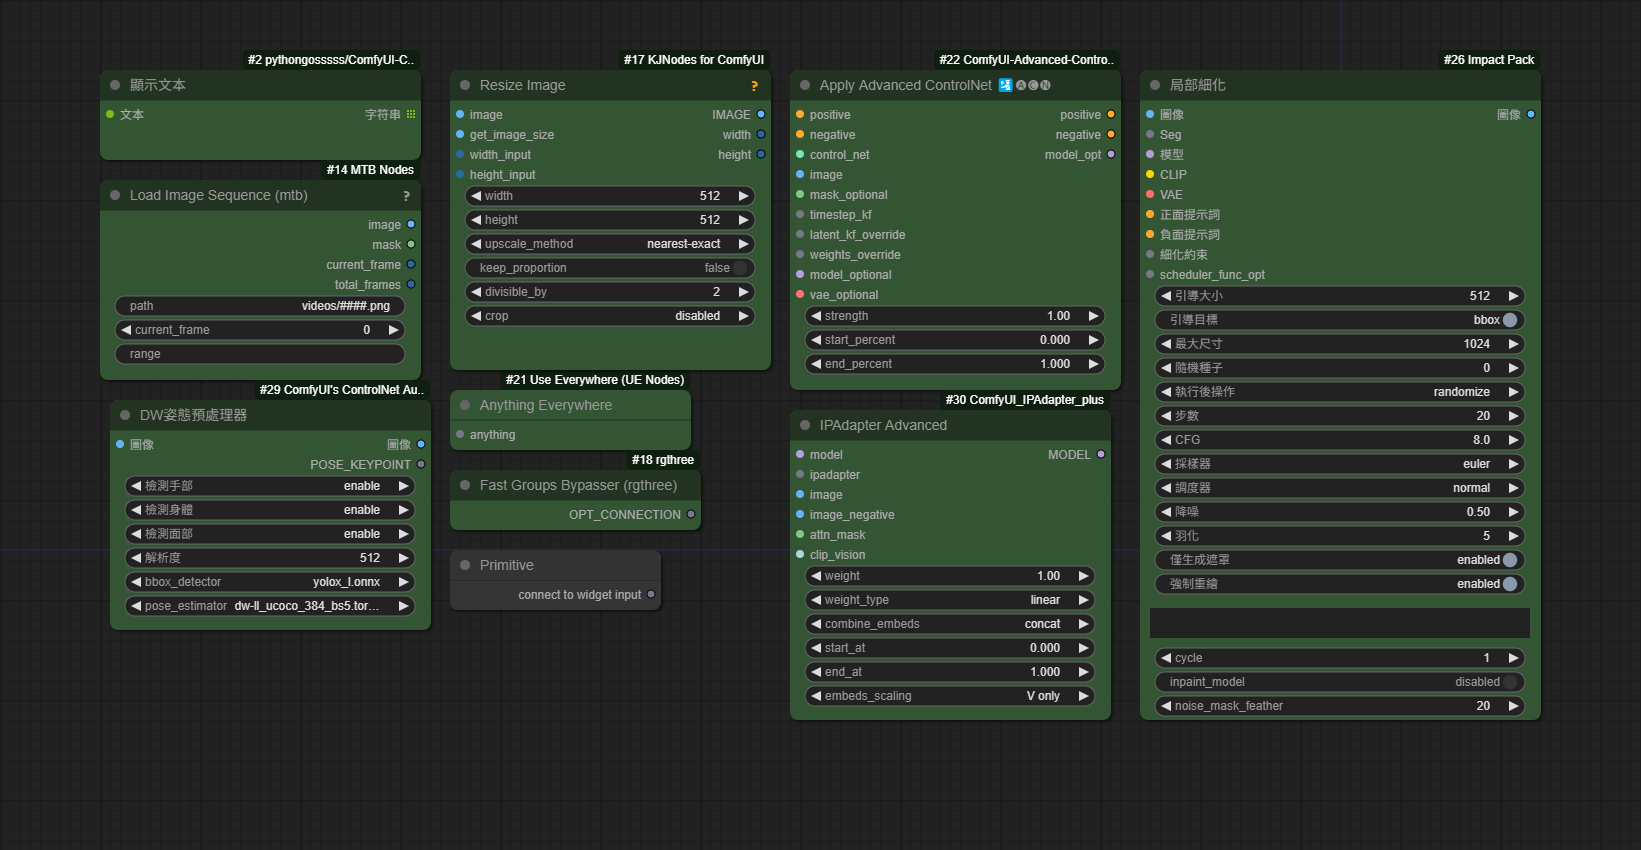 #2 pythongosssss/ComfyUI-C..
顯示文本
文本
字符串
#14 MTB Nodes
Load Image Sequence (mtb) ?
image
mask
current_frame
total_frames
path videos/####.png
current_frame 0
range
#29 ComfyUI's ControlNet Au..
DW姿態預處理器
圖像 圖像
POSE_KEYPOINT
檢測手部 enable
檢測身體 enable
檢測面部 enable
解析度 512
bbox_detector yolox_l.onnx
pose_estimator dw-ll_ucoco_384_bs5.tor...
#17 KJNodes for ComfyUI
Resize Image ?
image IMAGE
get_image_size width
width_input height
height_input
width 512
height 512
upscale_method nearest-exact
keep_proportion false
divisible_by 2
crop disabled
#21 Use Everywhere (UE Nodes)
Anything Everywhere
anything
#18 rgthree
Fast Groups Bypasser (rgthree)
OPT_CONNECTION
Primitive
connect to widget input
#22 ComfyUI-Advanced-Contro..
Apply Advanced ControlNet 🛂🅐🅒🅝
positive positive
negative negative
control_net model_opt
image
mask_optional
timestep_kf
latent_kf_override
weights_override
model_optional
vae_optional
strength 1.00
start_percent 0.000
end_percent 1.000
#30 ComfyUI_IPAdapter_plus
IPAdapter Advanced
model MODEL
ipadapter
image
image_negative
attn_mask
clip_vision
weight 1.00
weight_type linear
combine_embeds concat
start_at 0.000
end_at 1.000
embeds_scaling V only
#26 Impact Pack
局部細化
圖像 圖像
Seg
模型
CLIP
VAE
正面提示詞
負面提示詞
細化約束
scheduler_func_opt
引導大小 512
引導目標 bbox
最大尺寸 1024
隨機種子 0
執行後操作 randomize
步數 20
CFG 8.0
採樣器 euler
調度器 normal
降噪 0.50
羽化 5
僅生成遮罩 enabled
強制重繪 enabled
cycle 1
inpaint_model disabled
noise_mask_feather 20